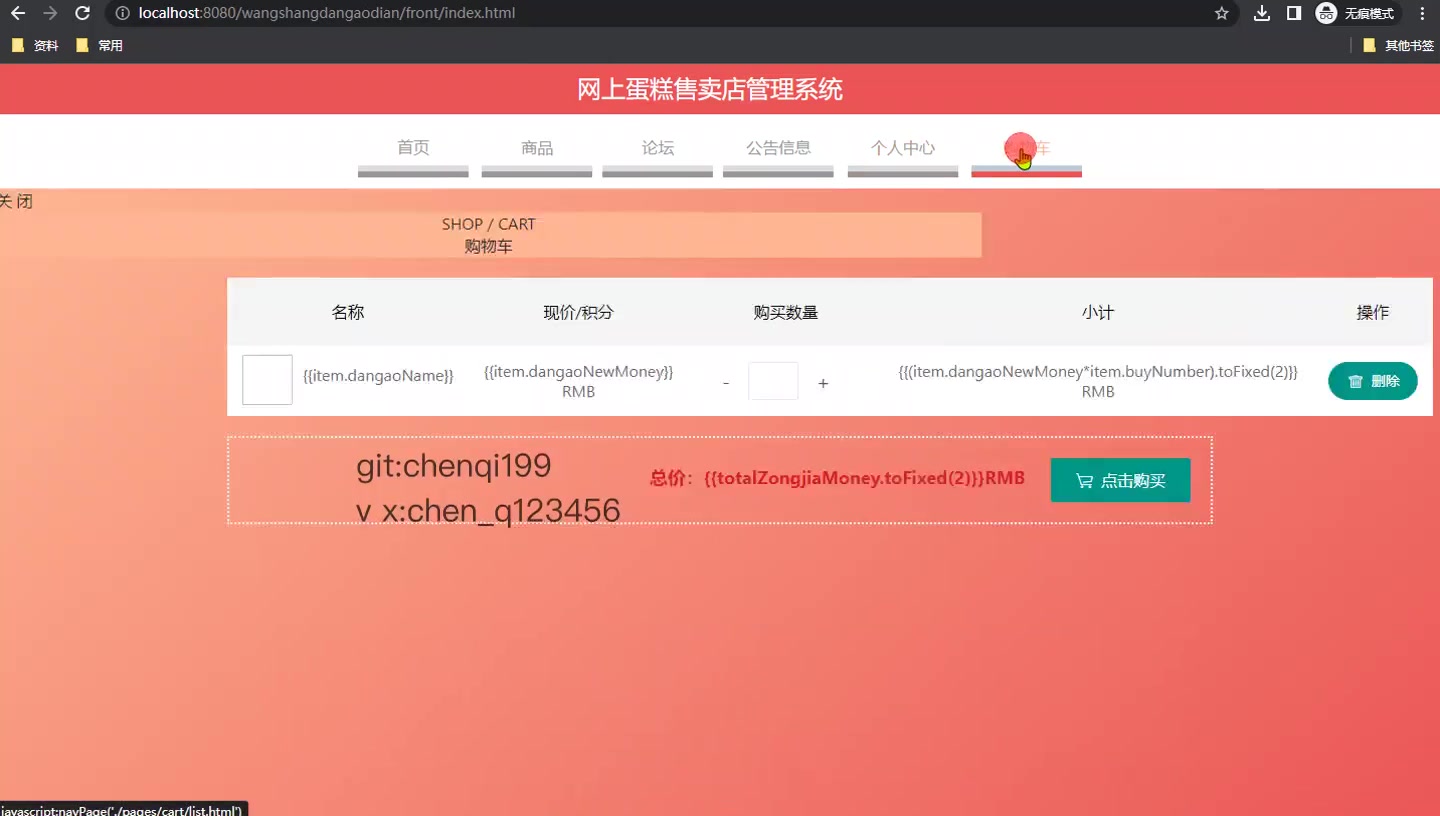 localhost:8080/wangshangdangaodian/front/index.html
无痕模式
资料 常用 其他书签
网上蛋糕售卖店管理系统
首页 商品 论坛 公告信息 个人中心 车
关闭
SHOP / CART
购物车
名称 现价/积分 购买数量 小计 操作
{{item.dangaoName}} {{item.dangaoNewMoney}} RMB - + {{(item.dangaoNewMoney*item.buyNumber).toFixed(2)}} RMB 删除
git:chenqi199
总价：{{totalZongjiaMoney.toFixed(2)}}RMB 点击购买
v x:chen_q123456
javascript:navPage('./pages/cart/list.html')